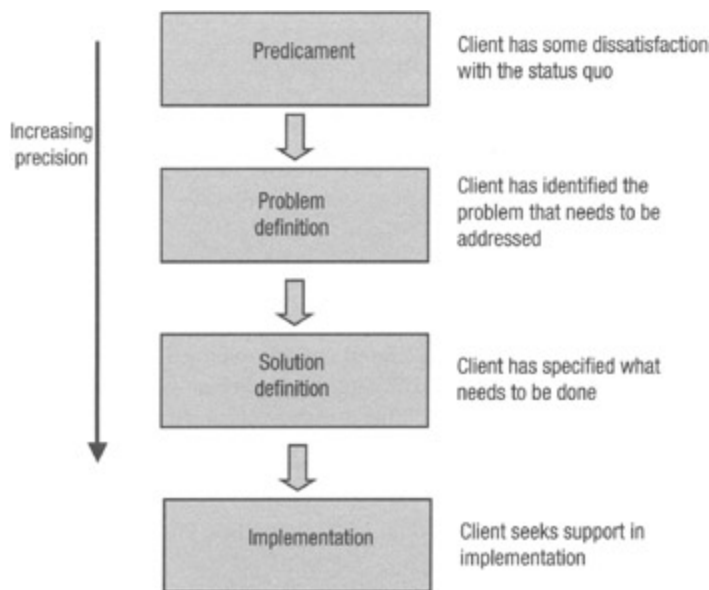 Predicament
Client has some dissatisfaction
with the status quo
Increasing
precision
Problem
definition
Client has identified the
problem that needs to be
addressed
Solution
definition
Client has specified what
needs to be done
Implementation
Client seeks support in
implementation